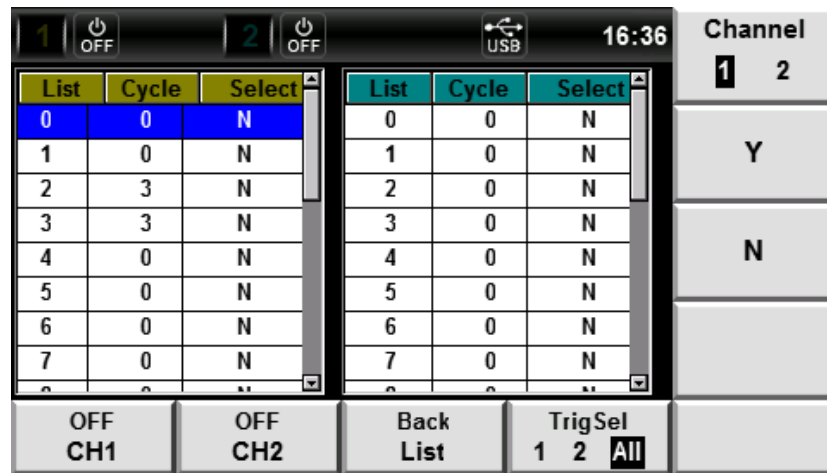 1 OFF 2 OFF USB 16:36
Channel
1 2
List Cycle Select List Cycle Select
0 0 N 0 0 N
1 0 N 1 0 N
2 3 N 2 0 N
3 3 N 3 0 N
4 0 N 4 0 N
5 0 N 5 0 N
6 0 N 6 0 N
7 0 N 7 0 N
Y
N
OFF
CH1
OFF
CH2
Back
List
TrigSel
1 2 All